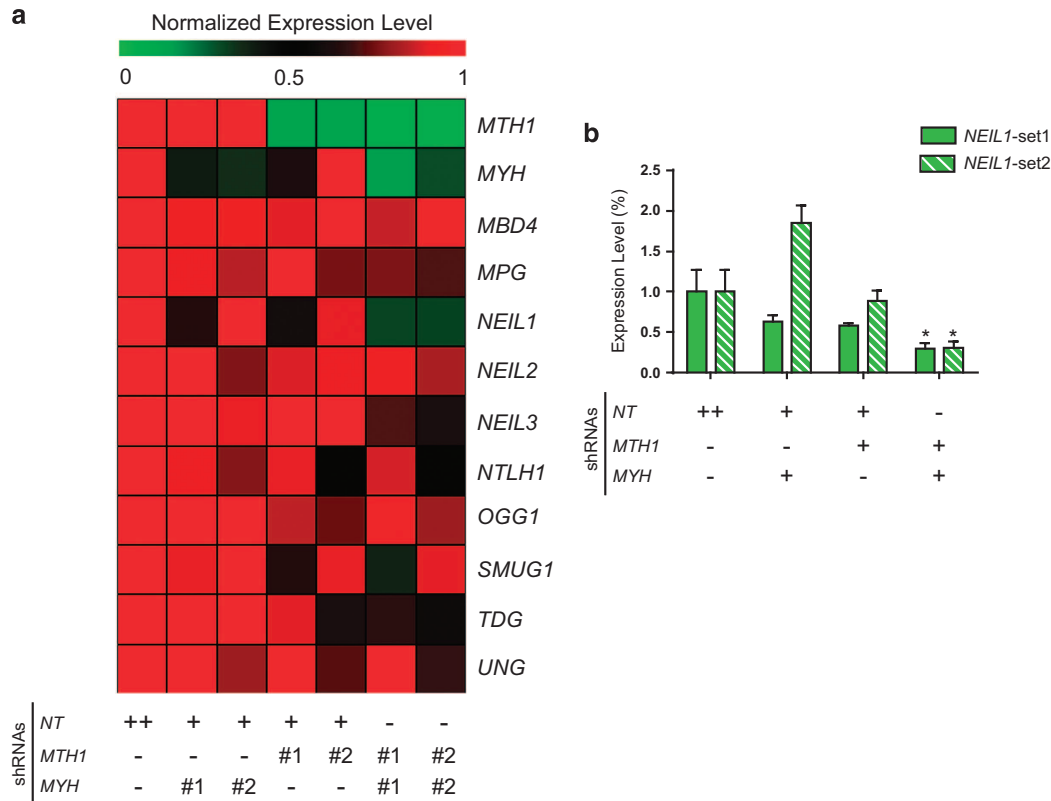 a
Normalized Expression Level
0 0.5 1
MTH1
MYH
MBD4
MPG
NEIL1
NEIL2
NEIL3
NTLH1
OGG1
SMUG1
TDG
UNG
shRNAs
NT ++ + + + + - -
MTH1 - - - #1 #2 #1 #2
MYH - #1 #2 - - #1 #2
b
NEIL1-set1
NEIL1-set2
Expression Level (%)
2.5
2.0
1.5
1.0
0.5
0.0
* *
shRNAs
NT ++ + + -
MTH1 - - + +
MYH - + - +